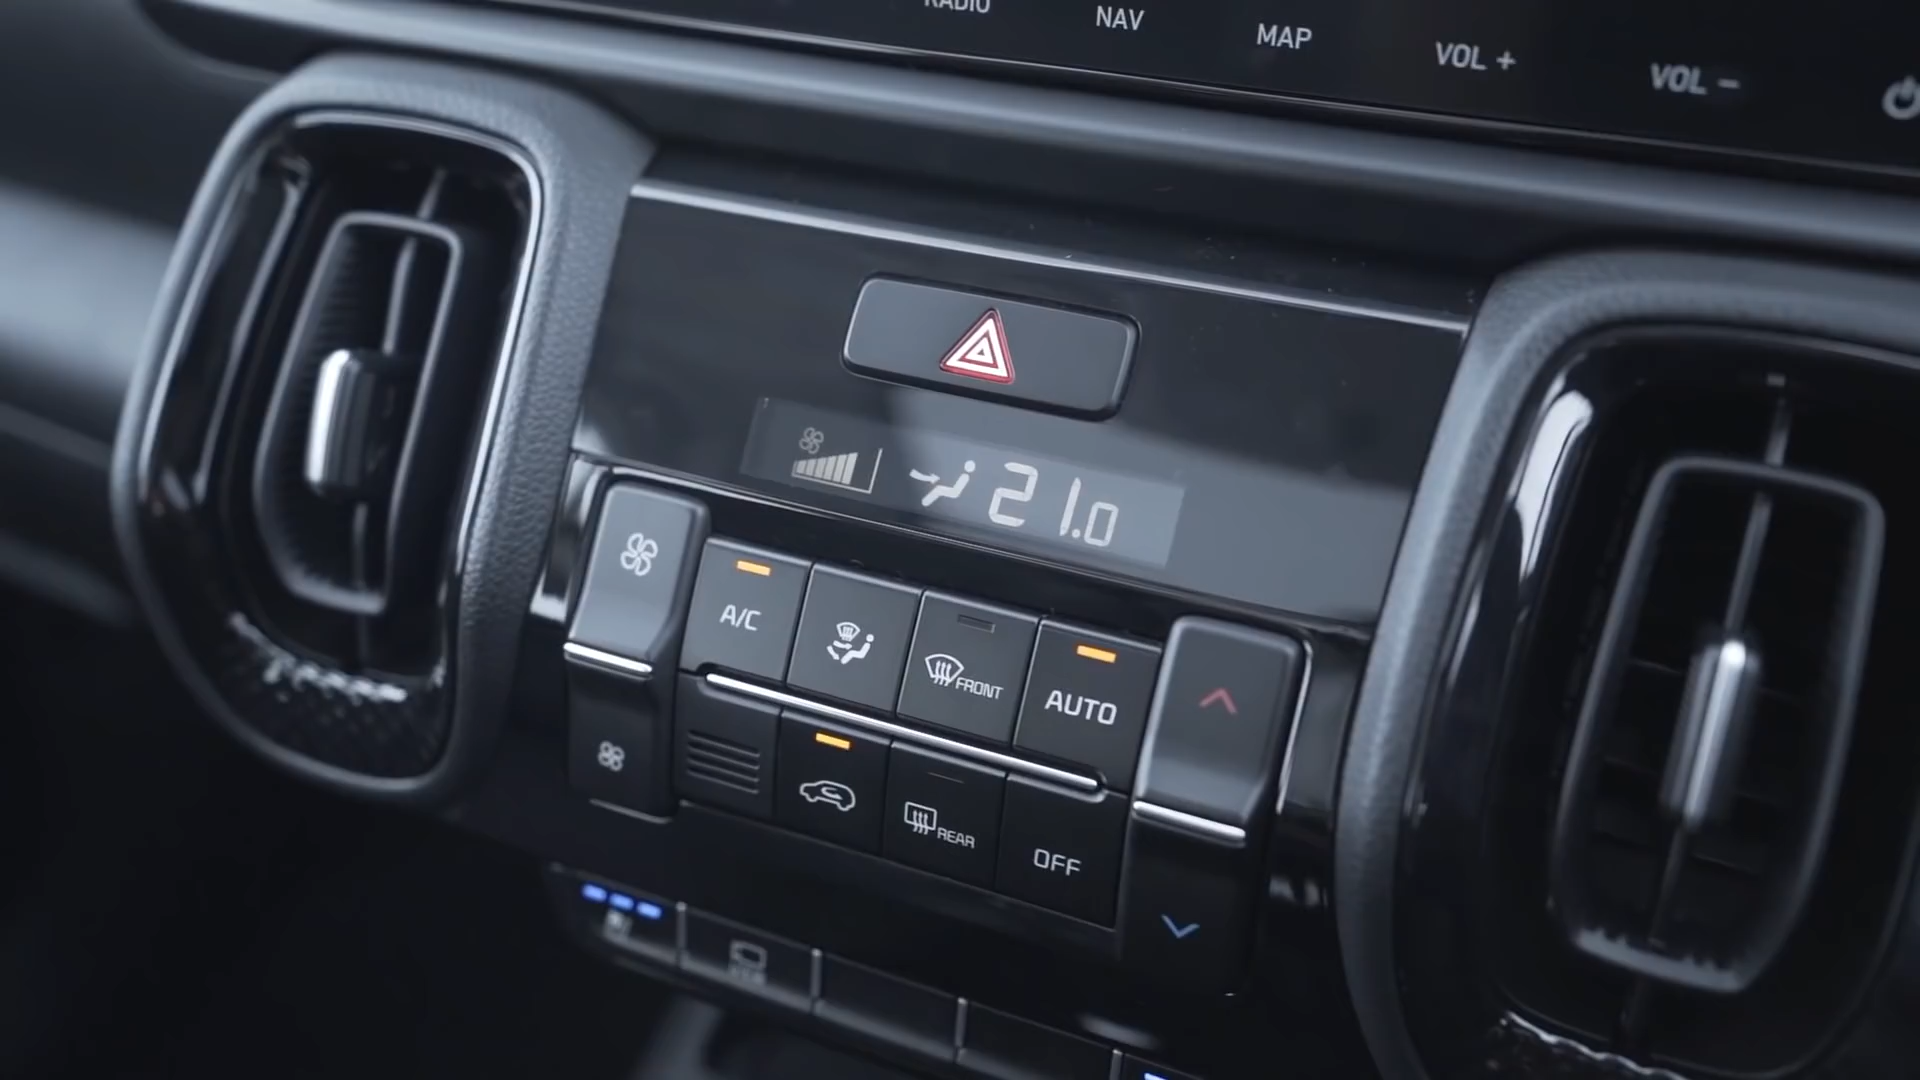 RADIO
NAV
MAP
VOL +
VOL -
21.0
A/C
FRONT
AUTO
REAR
OFF